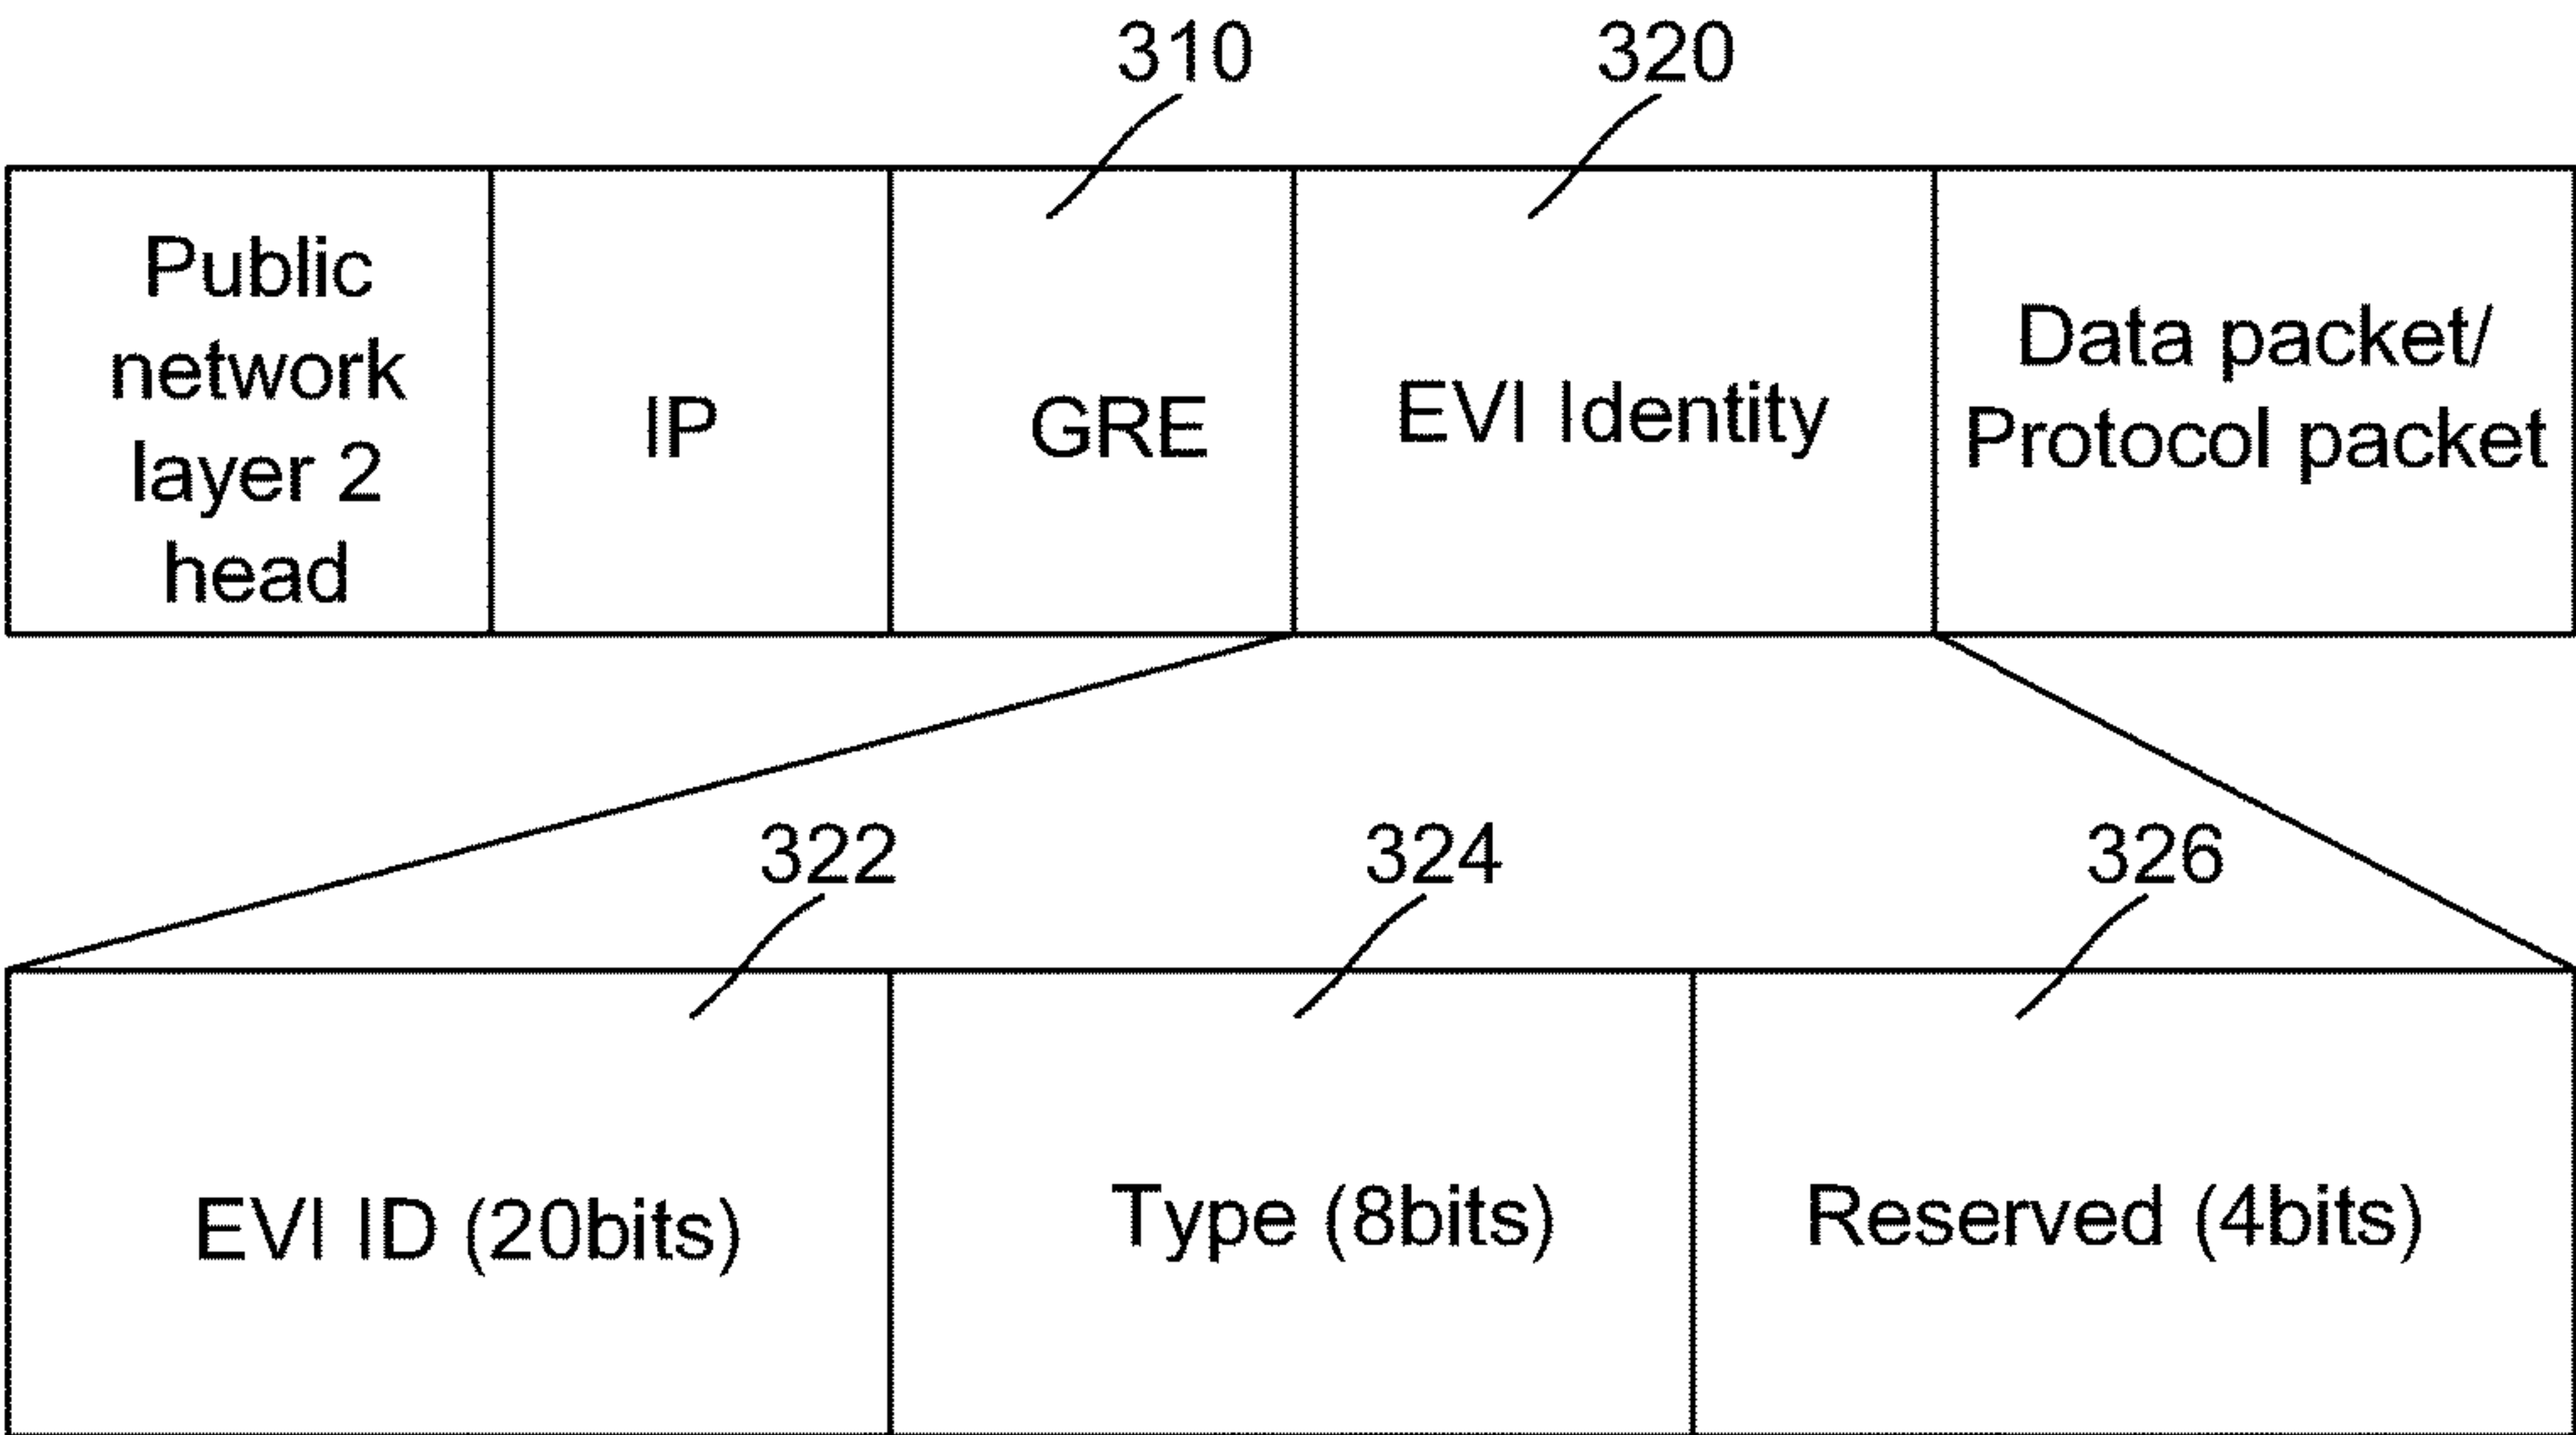 310
320
Public
network
layer 2
head
IP
GRE
EVI Identity
Data packet/
Protocol packet
322
324
326
EVI ID (20bits)
Type (8bits)
Reserved (4bits)